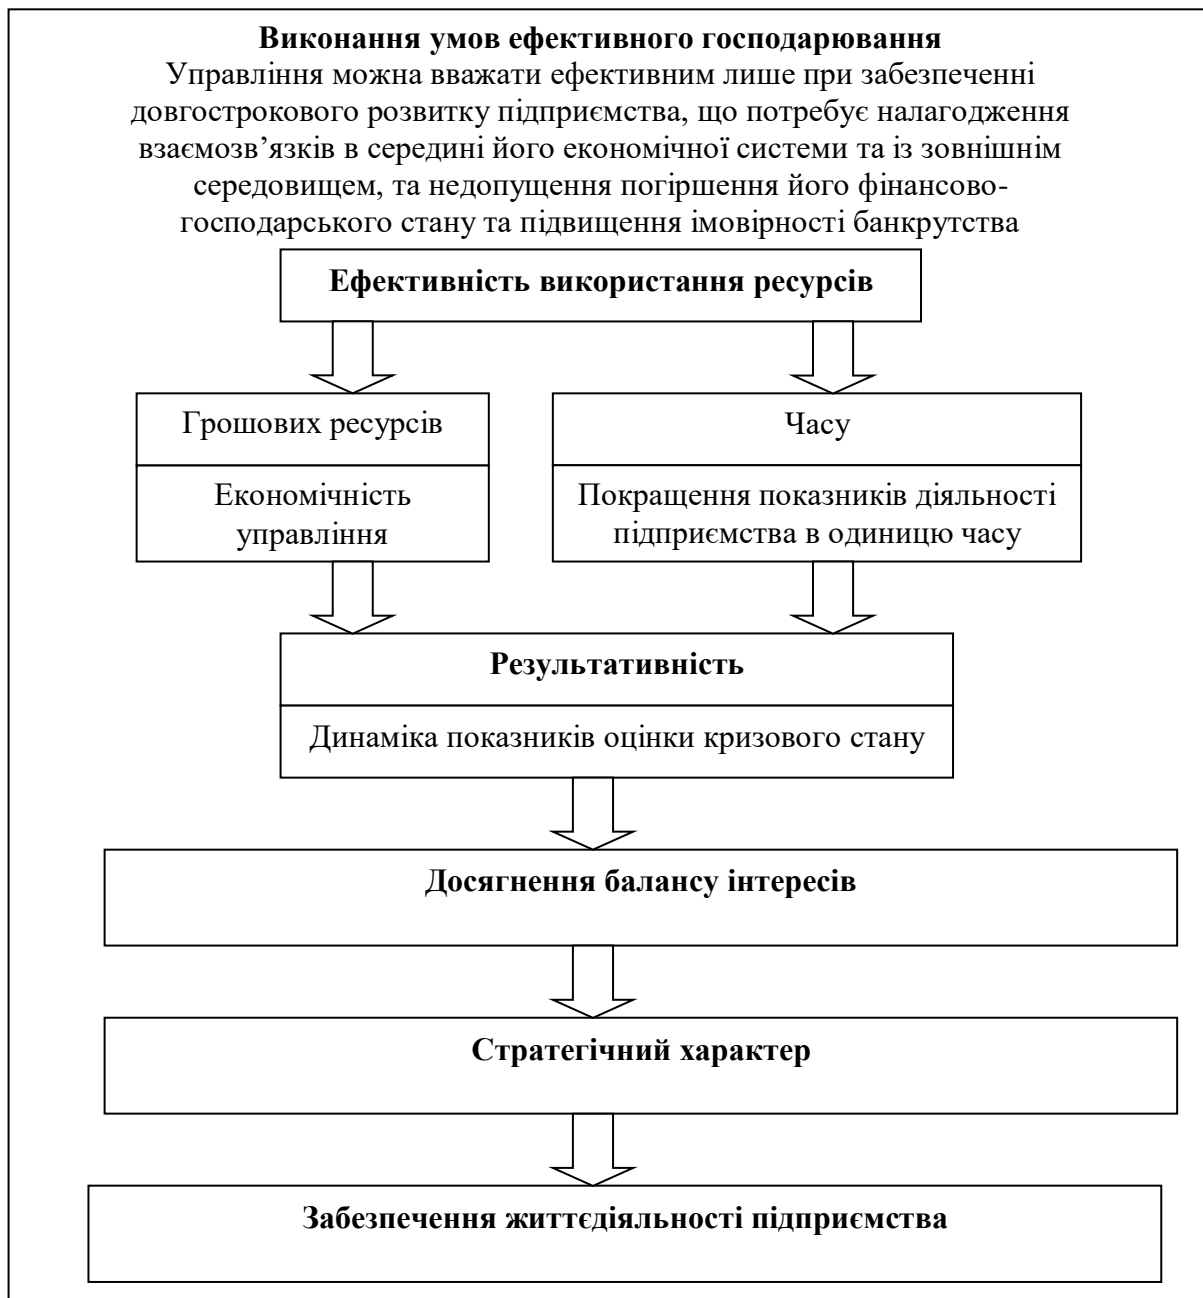 Виконання умов ефективного господарювання
Управління можна вважати ефективним лише при забезпеченні
довгострокового розвитку підприємства, що потребує налагодження
взаємозв’язків в середині його економічної системи та із зовнішнім
середовищем, та недопущення погіршення його фінансово-
господарського стану та підвищення імовірності банкрутства
Ефективність використання ресурсів
Грошових ресурсів
Часу
Економічність
управління
Покращення показників діяльності
підприємства в одиницю часу
Результативність
Динаміка показників оцінки кризового стану
Досягнення балансу інтересів
Стратегічний характер
Забезпечення життєдіяльності підприємства